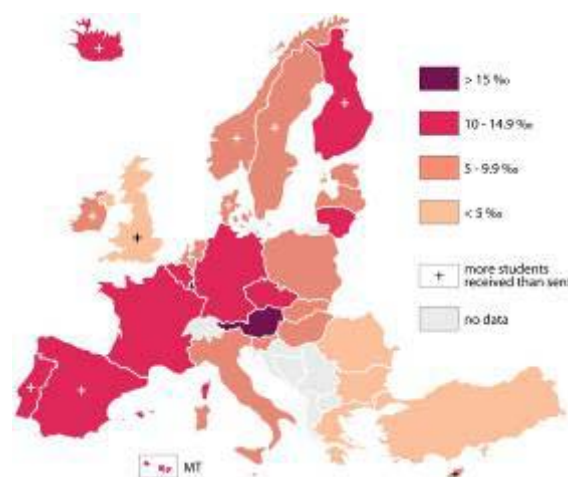 > 15 ‰
10 - 14.9 ‰
5 - 9.9 ‰
< 5 ‰
+ more students
received than sent
no data
MT